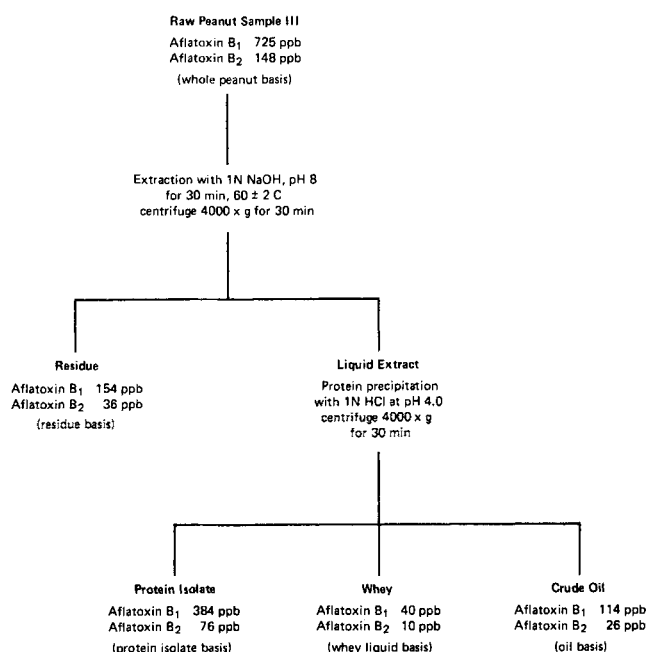 Raw Peanut Sample III
Aflatoxin B1 725 ppb
Aflatoxin B2 148 ppb
(whole peanut basis)
Extraction with 1N NaOH, pH 8
for 30 min, 60 ± 2 C
centrifuge 4000 x g for 30 min
Residue
Aflatoxin B1 154 ppb
Aflatoxin B2 36 ppb
(residue basis)
Liquid Extract
Protein precipitation
with 1N HCl at pH 4.0
centrifuge 4000 x g
for 30 min
Protein Isolate
Aflatoxin B1 384 ppb
Aflatoxin B2 76 ppb
(protein isolate basis)
Whey
Aflatoxin B1 40 ppb
Aflatoxin B2 10 ppb
(whey liquid basis)
Crude Oil
Aflatoxin B1 114 ppb
Aflatoxin B2 26 ppb
(oil basis)